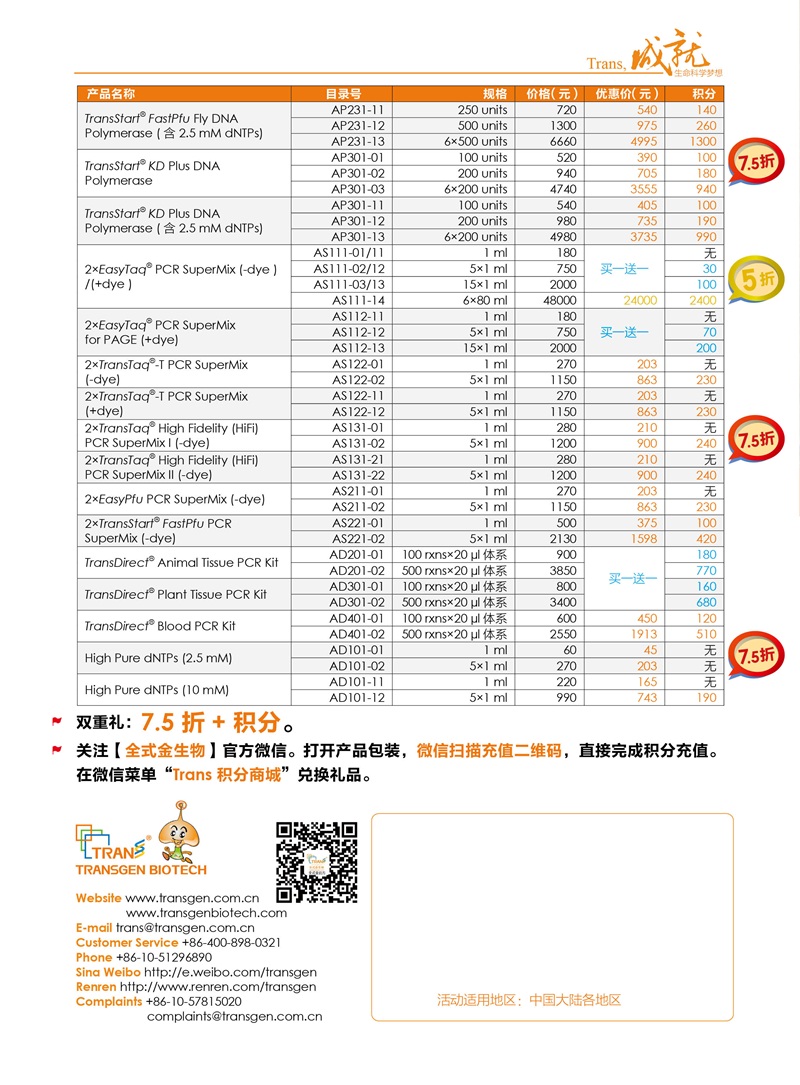 Trans, 成就
生命科学梦想
产品名称 目录号 规格 价格(元) 优惠价(元) 积分
TransStart® FastPfu Fly DNA Polymerase ( 含 2.5 mM dNTPs)
AP231-11 250 units 720 540 140
AP231-12 500 units 1300 975 260
AP231-13 6×500 units 6660 4995 1300
TransStart® KD Plus DNA Polymerase
AP301-01 100 units 520 390 100
AP301-02 200 units 940 705 180
AP301-03 6×200 units 4740 3555 940
7.5折
TransStart® KD Plus DNA Polymerase ( 含 2.5 mM dNTPs)
AP301-11 100 units 540 405 100
AP301-12 200 units 980 735 190
AP301-13 6×200 units 4980 3735 990
2×EasyTaq® PCR SuperMix (-dye ) /(+dye )
AS111-01/11 1 ml 180 买一送一 无
AS111-02/12 5×1 ml 750 30
AS111-03/13 15×1 ml 2000 100
AS111-14 6×80 ml 48000 24000 2400
5折
2×EasyTaq® PCR SuperMix for PAGE (+dye)
AS112-11 1 ml 180 买一送一 无
AS112-12 5×1 ml 750 70
AS112-13 15×1 ml 2000 200
2×TransTaq®-T PCR SuperMix (-dye)
AS122-01 1 ml 270 203 无
AS122-02 5×1 ml 1150 863 230
2×TransTaq®-T PCR SuperMix (+dye)
AS122-11 1 ml 270 203 无
AS122-12 5×1 ml 1150 863 230
2×TransTaq® High Fidelity (HiFi) PCR SuperMix I (-dye)
AS131-01 1 ml 280 210 无
AS131-02 5×1 ml 1200 900 240
7.5折
2×TransTaq® High Fidelity (HiFi) PCR SuperMix II (-dye)
AS131-21 1 ml 280 210 无
AS131-22 5×1 ml 1200 900 240
2×EasyPfu PCR SuperMix (-dye)
AS211-01 1 ml 270 203 无
AS211-02 5×1 ml 1150 863 230
2×TransStart® FastPfu PCR SuperMix (-dye)
AS221-01 1 ml 500 375 100
AS221-02 5×1 ml 2130 1598 420
TransDirect® Animal Tissue PCR Kit
AD201-01 100 rxns×20 µl 体系 900 买一送一 180
AD201-02 500 rxns×20 µl 体系 3850 770
TransDirect® Plant Tissue PCR Kit
AD301-01 100 rxns×20 µl 体系 800 160
AD301-02 500 rxns×20 µl 体系 3400 680
TransDirect® Blood PCR Kit
AD401-01 100 rxns×20 µl 体系 600 450 120
AD401-02 500 rxns×20 µl 体系 2550 1913 510
High Pure dNTPs (2.5 mM)
AD101-01 1 ml 60 45 无
AD101-02 5×1 ml 270 203 无
7.5折
High Pure dNTPs (10 mM)
AD101-11 1 ml 220 165 无
AD101-12 5×1 ml 990 743 190
双重礼：7.5 折 + 积分。
关注【全式金生物】官方微信。打开产品包装，微信扫描充值二维码，直接完成积分充值。
在微信菜单“Trans 积分商城”兑换礼品。
TRANS®
TRANSGEN BIOTECH
Website www.transgen.com.cn
www.transgenbiotech.com
E-mail trans@transgen.com.cn
Customer Service +86-400-898-0321
Phone +86-10-51296890
Sina Weibo http://e.weibo.com/transgen
Renren http://www.renren.com/transgen
Complaints +86-10-57815020
complaints@transgen.com.cn
活动适用地区：中国大陆各地区